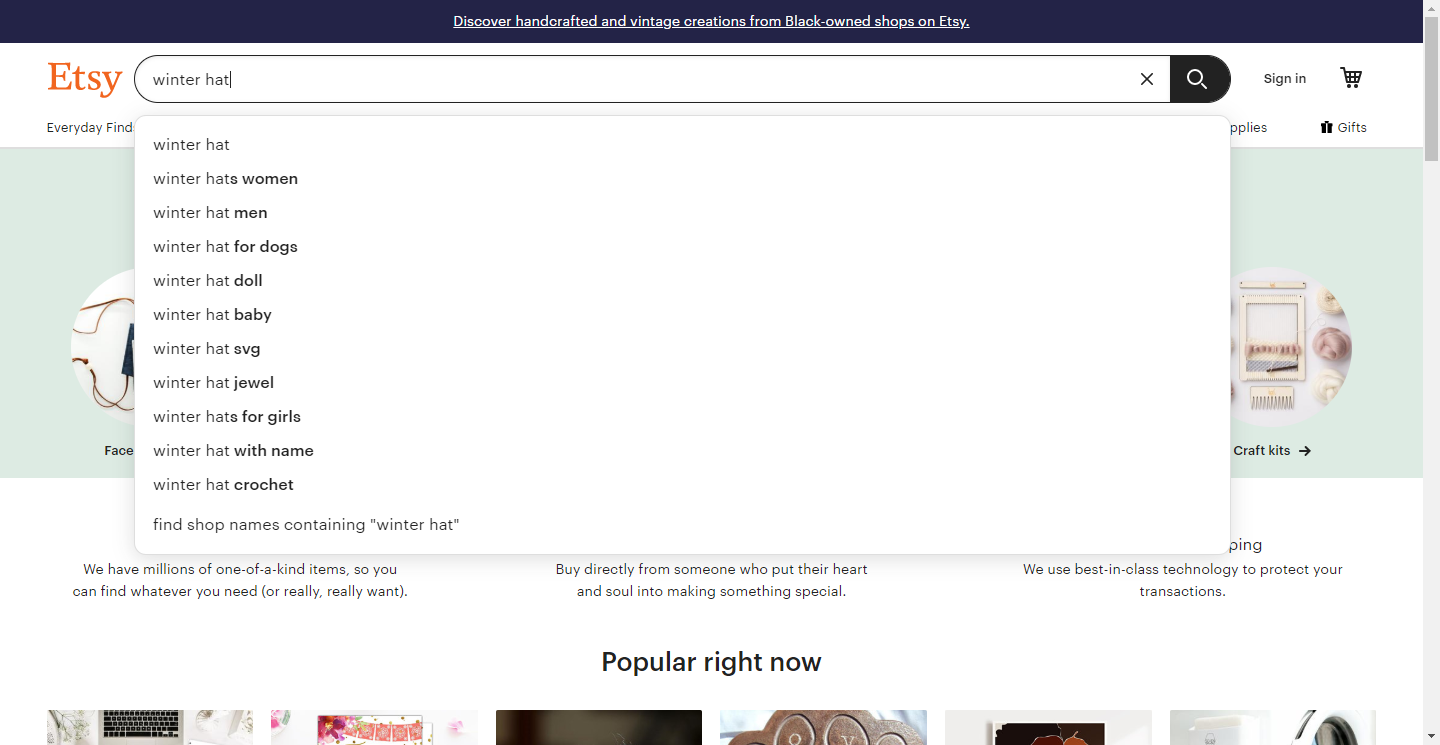 Discover handcrafted and vintage creations from Black-owned shops on Etsy.
Etsy
winter hat
Sign in
Everyday
Gifts
winter hat
winter hats women
winter hat men
winter hat for dogs
winter hat doll
winter hat baby
winter hat svg
winter hat jewel
winter hats for girls
winter hat with name
winter hat crochet
find shop names containing "winter hat"
Face
Craft kits
We have millions of one-of-a-kind items, so you
can find whatever you need (or really, really want).
Buy directly from someone who put their heart
and soul into making something special.
We use best-in-class technology to protect your
transactions.
Popular right now